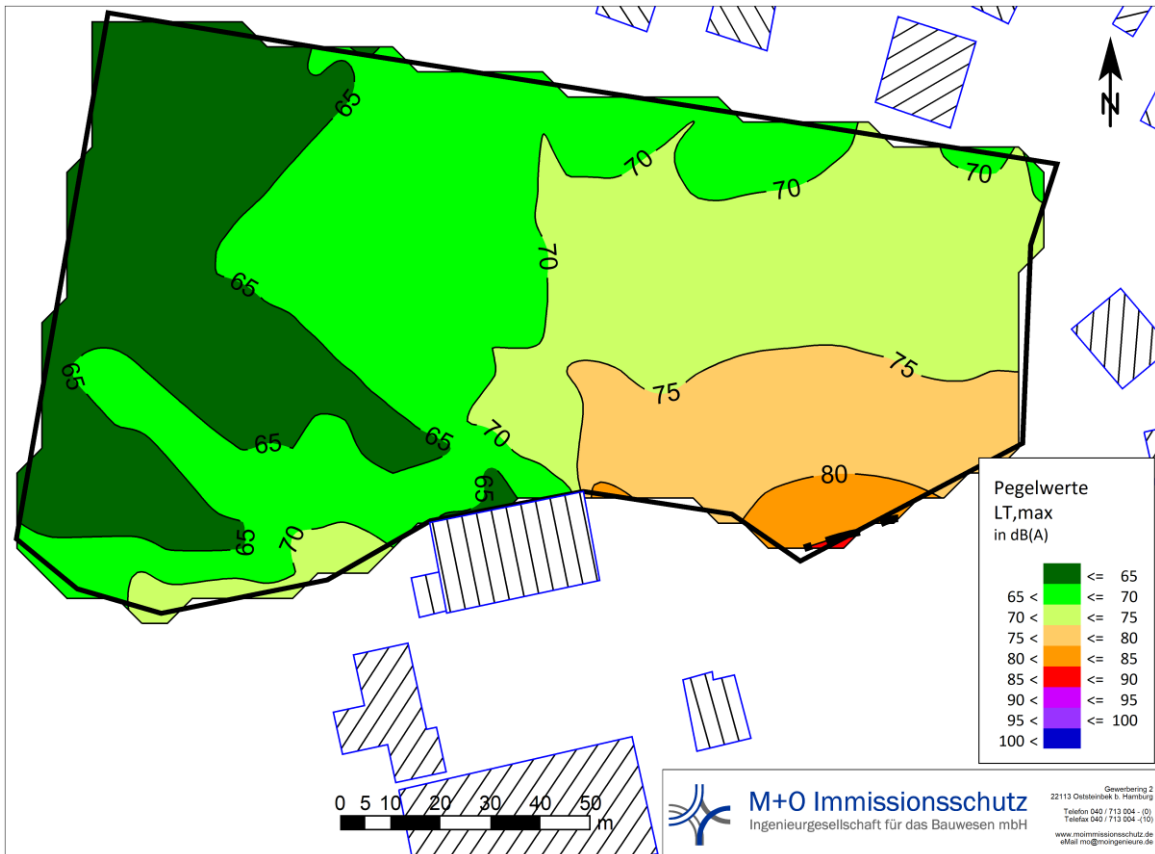 N
65
70
70
70
65
70
75
75
65
65
65
70
80
65
65
70
Pegelwerte
LT,max
in dB(A)
<= 65
65 < <= 70
70 < <= 75
75 < <= 80
80 < <= 85
85 < <= 90
90 < <= 95
95 < <= 100
100 <
0 5 10 20 30 40 50
m
M+O Immissionsschutz
Ingenieurgesellschaft für das Bauwesen mbH
Gewerbering 2
22113 Oststeinbek b. Hamburg
Telefon 040 / 713 004 - (0)
Telefax 040 / 713 004 -(10)
www.moimmissionsschutz.de
eMail mo@moingenieure.de